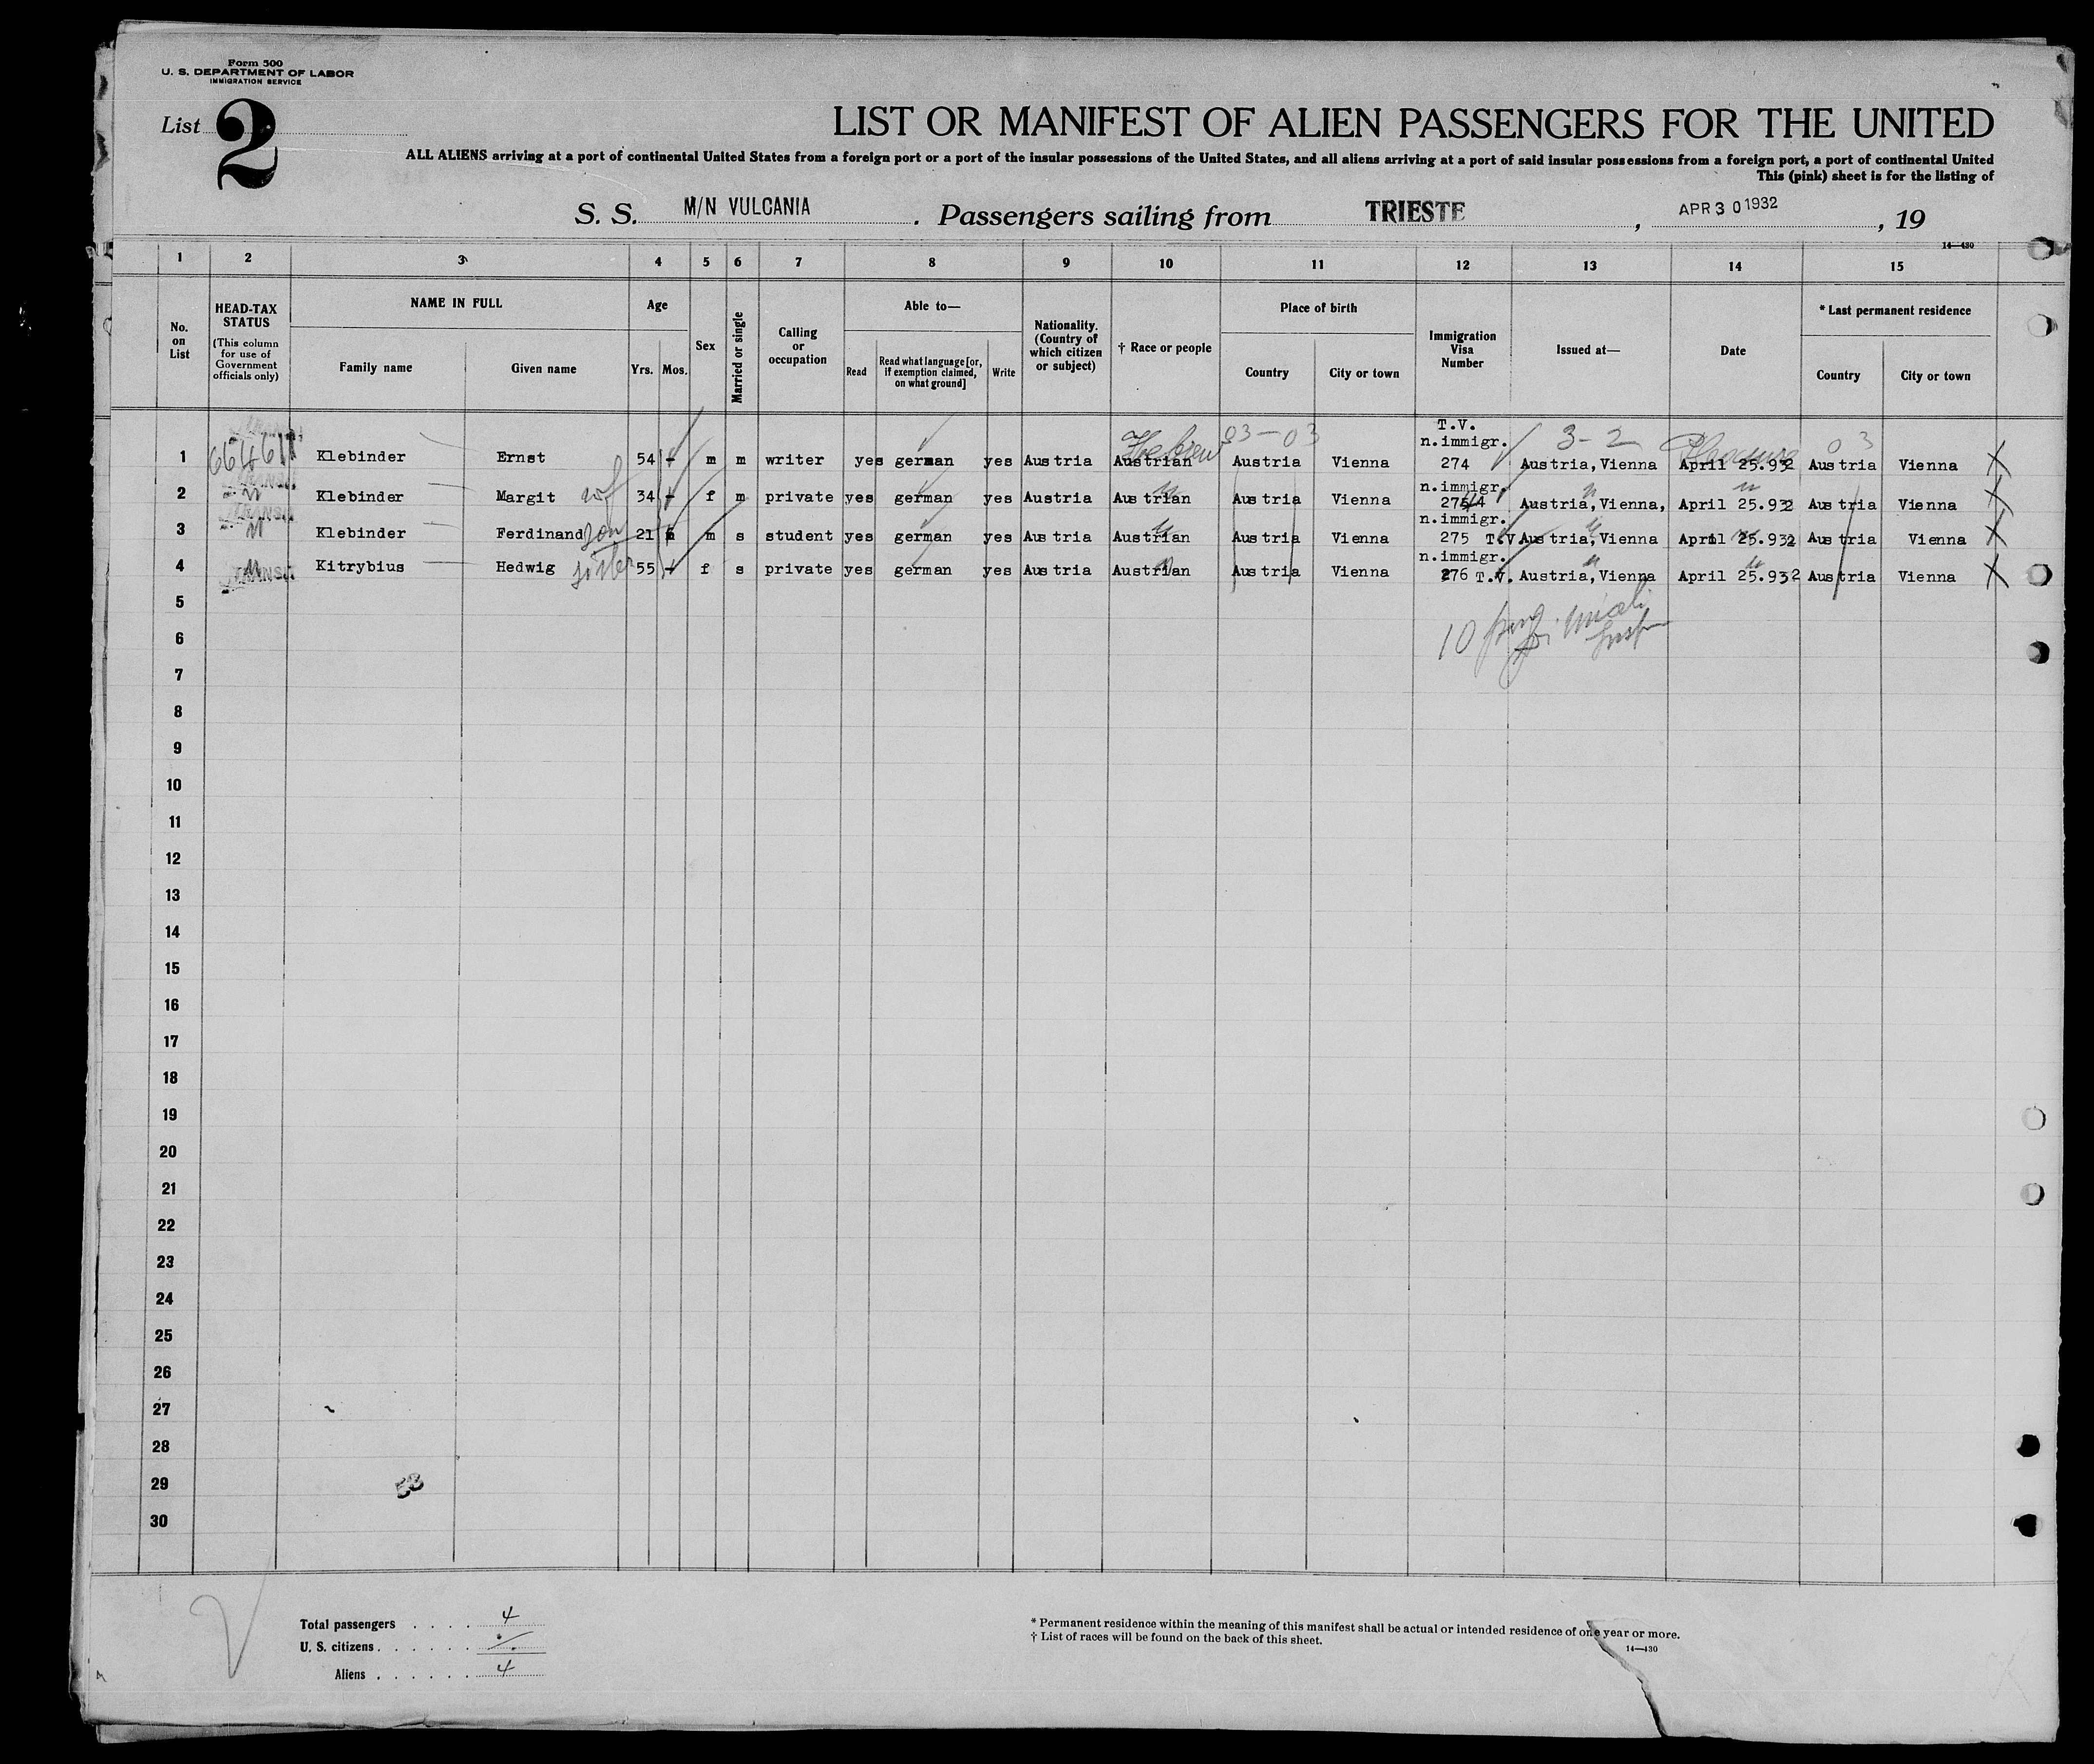 Form 500
U. S. DEPARTMENT OF LABOR
IMMIGRATION SERVICE
List 2
LIST OR MANIFEST OF ALIEN PASSENGERS FOR THE UNITED
ALL ALIENS arriving at a port of continental United States from a foreign port or a port of the insular possessions of the United States, and all aliens arriving at a port of said insular possessions from a foreign port, a port of continental United
This (pink) sheet is for the listing of
S. S. M/N VULCANIA . Passengers sailing from TRIESTE , APR 30 1932 , 19
14—430
1 2 3 4 5 6 7 8 9 10 11 12 13 14 15
No. on List
HEAD-TAX STATUS (This column for use of Government officials only)
NAME IN FULL
Family name Given name
Age
Yrs. Mos.
Sex
Married or single
Calling or occupation
Able to—
Read Read what language [or, if exemption claimed, on what ground] Write
Nationality. (Country of which citizen or subject)
† Race or people
Place of birth
Country City or town
Immigration Visa Number
Issued at—
Date
* Last permanent residence
Country City or town
T.V.
Hebrew 03-03 n.immigr. 3-2 03
1 Klebinder Ernst 54 - m m writer yes german yes Austria Austrian Austria Vienna 274 Austria,Vienna April 25.932 Austria Vienna X
n.immigr.
2 Klebinder Margit wf 34 - f m private yes german yes Austria Austrian Austria Vienna Austria,Vienna, April 25.932 Austria Vienna X
n.immigr.
3 Klebinder Ferdinand son 21 m s student yes german yes Austria Austrian Austria Vienna 275 T.V. Austria,Vienna April 25.932 Austria Vienna X
n.immigr.
4 TRANSIT Kitrybius Hedwig sister 55 - f s private yes german yes Austria Austrian Austria Vienna 276 T.V. Austria,Vienna April 25.932 Austria Vienna X
5
6 10
7
8
9
10
11
12
13
14
15
16
17
18
19
20
21
22
23
24
25
26
27
28
29
30
Total passengers . . . . 4
U. S. citizens . . . . . .
Aliens . . . . . . 4
* Permanent residence within the meaning of this manifest shall be actual or intended residence of one year or more.
† List of races will be found on the back of this sheet.
14—430